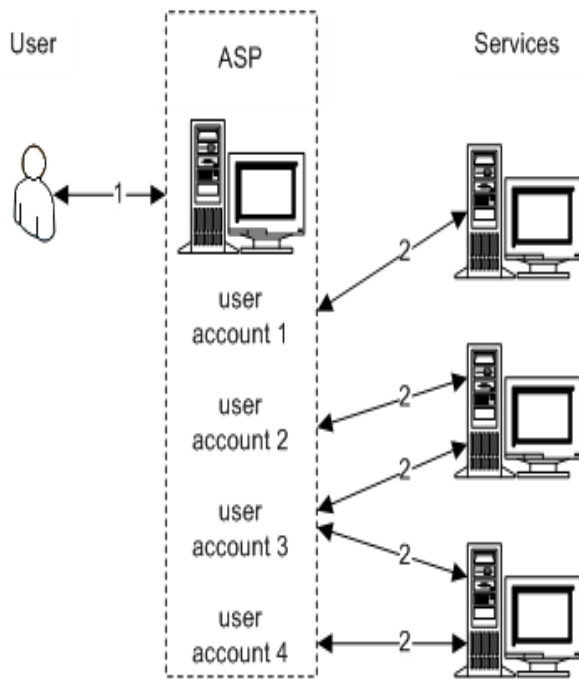 User
ASP
Services
1
2
user
account 1
2
user
account 2
2
user
account 3
2
user
account 4
2